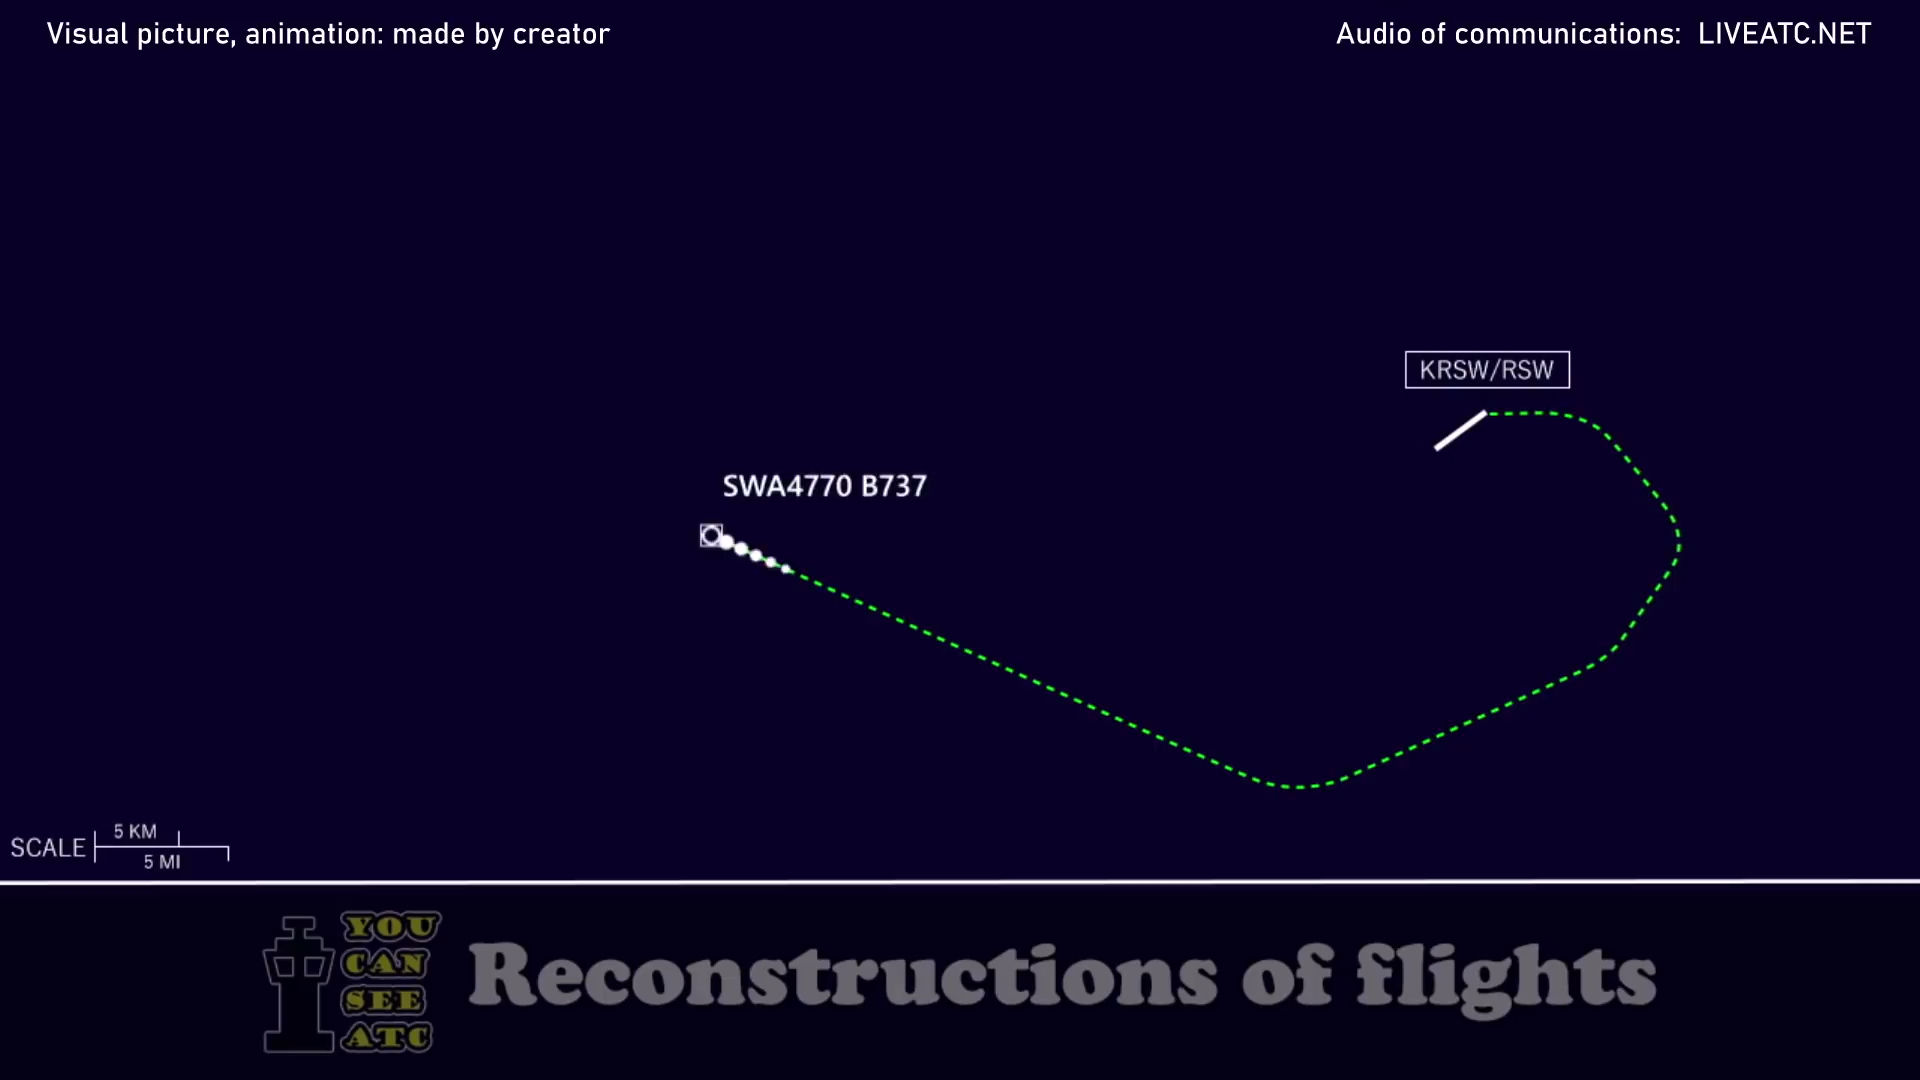 Visual picture, animation: made by creator
Audio of communications: LIVEATC.NET
KRSW/RSW
SWA4770 B737
5 KM
SCALE
5 MI
YOU
CAN
SEE
ATC
Reconstructions of flights